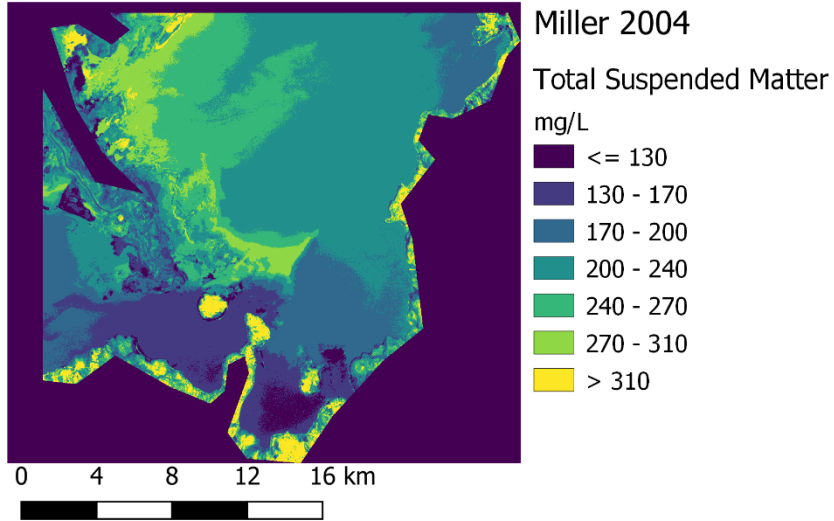 Miller 2004
Total Suspended Matter
mg/L
<= 130
130 - 170
170 - 200
200 - 240
240 - 270
270 - 310
> 310
0 4 8 12 16 km